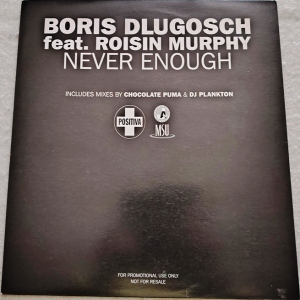 BORIS DLUGOSCH
feat. ROISIN MURPHY
NEVER ENOUGH
INCLUDES MIXES BY CHOCOLATE PUMA & DJ PLANKTON
POSITIVA
MSU
FOR PROMOTIONAL USE ONLY
NOT FOR RESALE